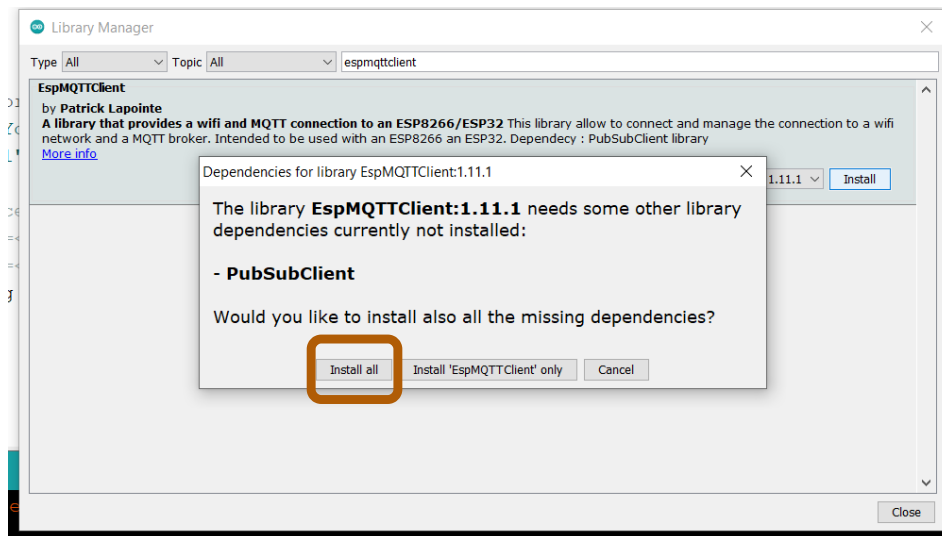 Library Manager
Type All Topic All espmqttclient
EspMQTTClient
by Patrick Lapointe
A library that provides a wifi and MQTT connection to an ESP8266/ESP32 This library allow to connect and manage the connection to a wifi
network and a MQTT broker. Intended to be used with an ESP8266 an ESP32. Dependecy : PubSubClient library
More info
1.11.1 Install
Dependencies for library EspMQTTClient:1.11.1
The library EspMQTTClient:1.11.1 needs some other library
dependencies currently not installed:
- PubSubClient
Would you like to install also all the missing dependencies?
Install all Install 'EspMQTTClient' only Cancel
Close